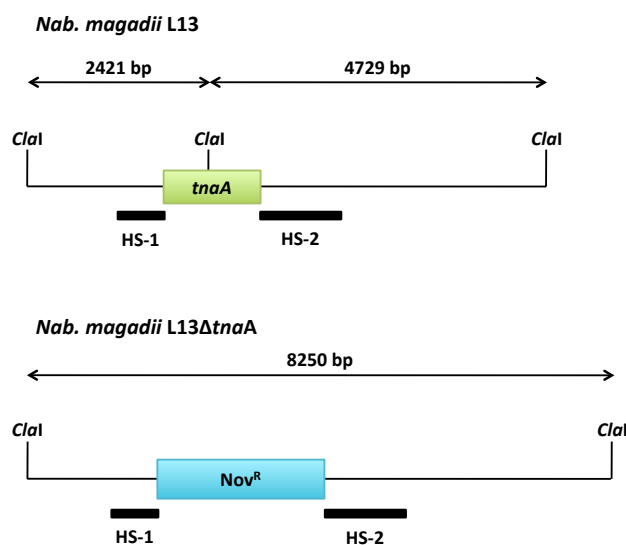 Nab. magadii L13
2421 bp 4729 bp
ClaI ClaI ClaI
tnaA
HS-1 HS-2
Nab. magadii L13ΔtnaA
8250 bp
ClaI ClaI
Novᴿ
HS-1 HS-2